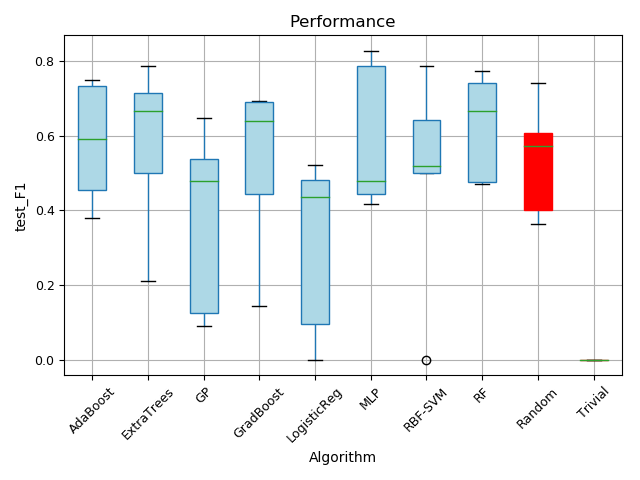 Performance
test_F1
0.8
0.6
0.4
0.2
0.0
AdaBoost
ExtraTrees
GP
GradBoost
LogisticReg
MLP
RBF-SVM
RF
Random
Trivial
Algorithm